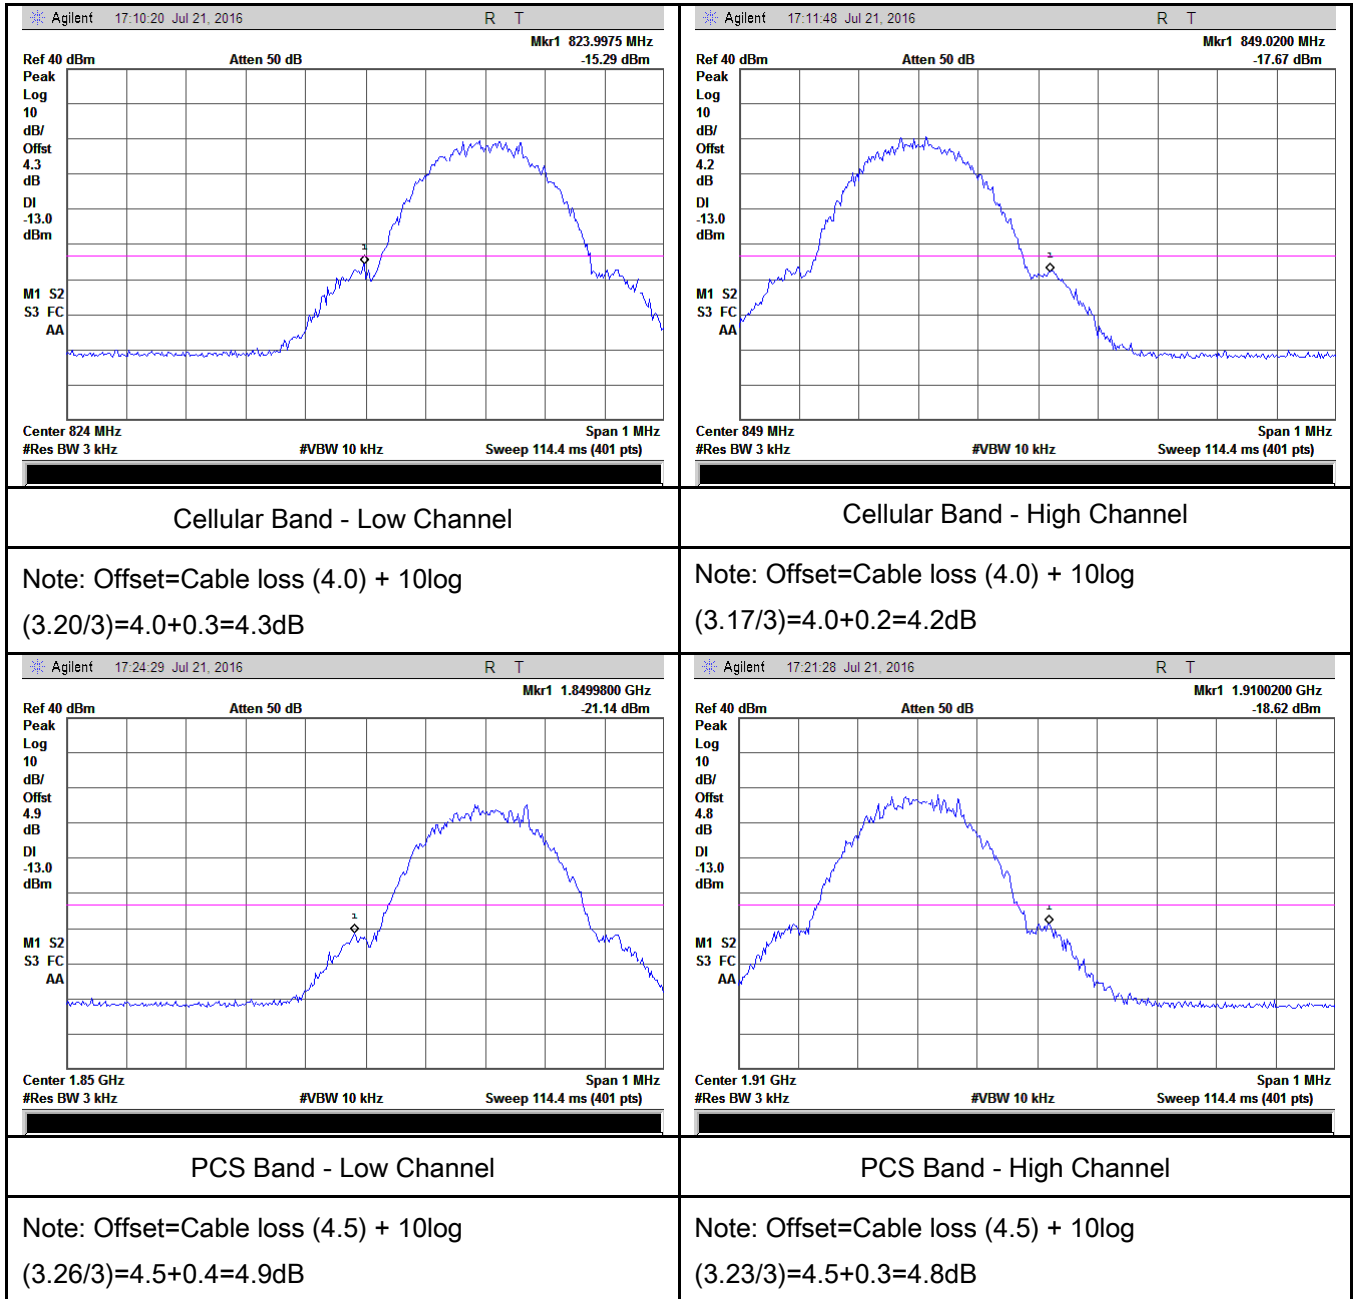 Agilent 17:10:20 Jul 21, 2016 R T
Mkr1 823.9975 MHz
Ref 40 dBm Atten 50 dB -15.29 dBm
Peak
Log
10
dB/
Offst
4.3
dB
DI
-13.0
dBm
1
M1 S2
S3 FC
AA
Center 824 MHz Span 1 MHz
#Res BW 3 kHz #VBW 10 kHz Sweep 114.4 ms (401 pts)
Agilent 17:11:48 Jul 21, 2016 R T
Mkr1 849.0200 MHz
Ref 40 dBm Atten 50 dB -17.67 dBm
Peak
Log
10
dB/
Offst
4.2
dB
DI
-13.0
dBm
1
M1 S2
S3 FC
AA
Center 849 MHz Span 1 MHz
#Res BW 3 kHz #VBW 10 kHz Sweep 114.4 ms (401 pts)
Cellular Band - Low Channel
Cellular Band - High Channel
Note: Offset=Cable loss (4.0) + 10log
(3.20/3)=4.0+0.3=4.3dB
Note: Offset=Cable loss (4.0) + 10log
(3.17/3)=4.0+0.2=4.2dB
Agilent 17:24:29 Jul 21, 2016 R T
Mkr1 1.8499800 GHz
Ref 40 dBm Atten 50 dB -21.14 dBm
Peak
Log
10
dB/
Offst
4.9
dB
DI
-13.0
dBm
1
M1 S2
S3 FC
AA
Center 1.85 GHz Span 1 MHz
#Res BW 3 kHz #VBW 10 kHz Sweep 114.4 ms (401 pts)
Agilent 17:21:28 Jul 21, 2016 R T
Mkr1 1.9100200 GHz
Ref 40 dBm Atten 50 dB -18.62 dBm
Peak
Log
10
dB/
Offst
4.8
dB
DI
-13.0
dBm
1
M1 S2
S3 FC
AA
Center 1.91 GHz Span 1 MHz
#Res BW 3 kHz #VBW 10 kHz Sweep 114.4 ms (401 pts)
PCS Band - Low Channel
PCS Band - High Channel
Note: Offset=Cable loss (4.5) + 10log
(3.26/3)=4.5+0.4=4.9dB
Note: Offset=Cable loss (4.5) + 10log
(3.23/3)=4.5+0.3=4.8dB